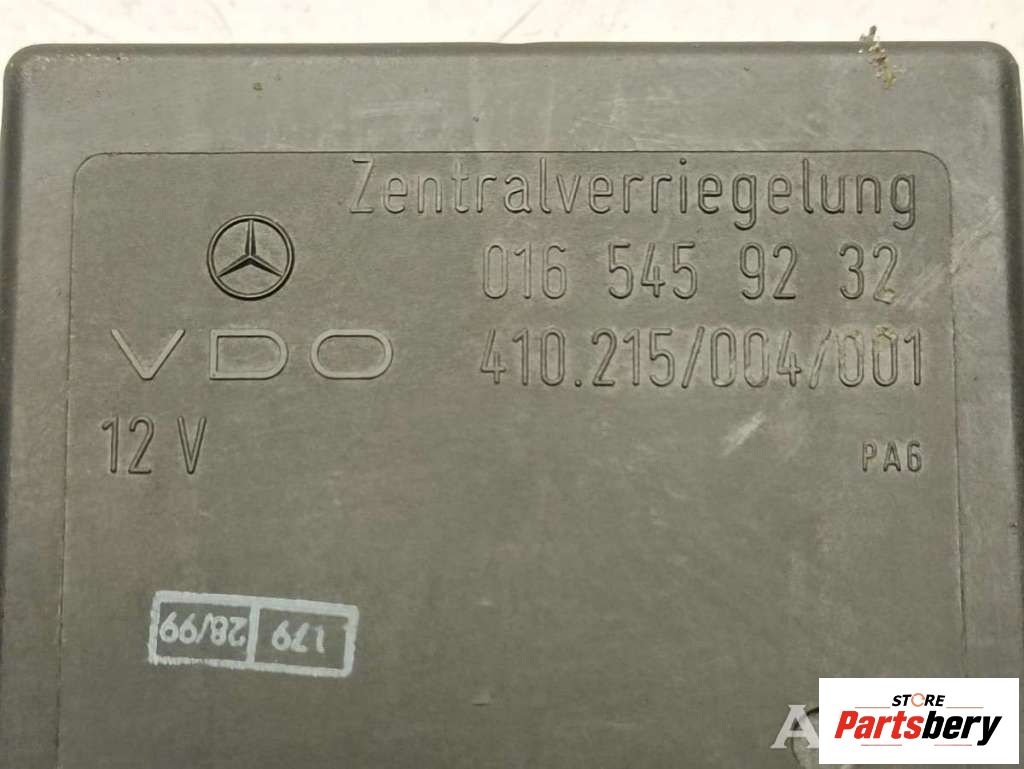 Zentralverriegelung
016 545 92 32
VDO 410.215/004/001
12 V PA6
28/99 179
A
STORE
Partsbery